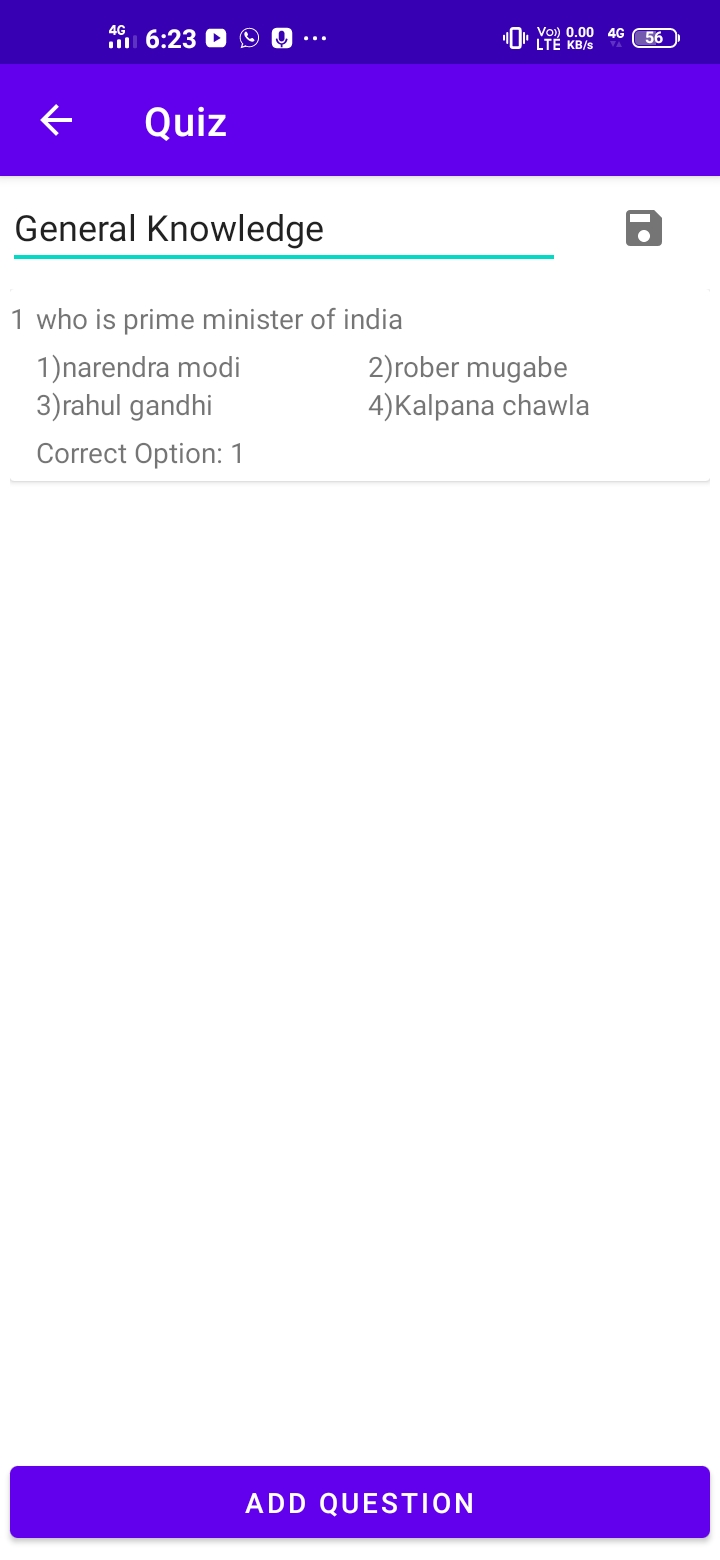 4G 6:23 Vo)) LTE 0.00 KB/s 4G 56
Quiz
General Knowledge
1 who is prime minister of india
1)narendra modi 2)rober mugabe
3)rahul gandhi 4)Kalpana chawla
Correct Option: 1
ADD QUESTION